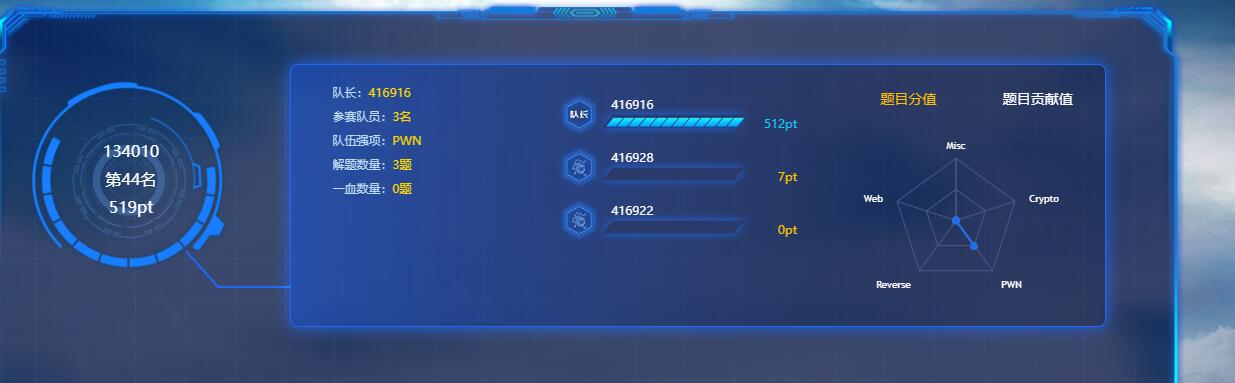 134010
第44名
519pt
队长：416916
参赛队员：3名
队伍强项：PWN
解题数量：3题
一血数量：0题
队长
416916
512pt
416928
7pt
416922
0pt
题目分值
题目贡献值
Misc
Web
Crypto
Reverse
PWN